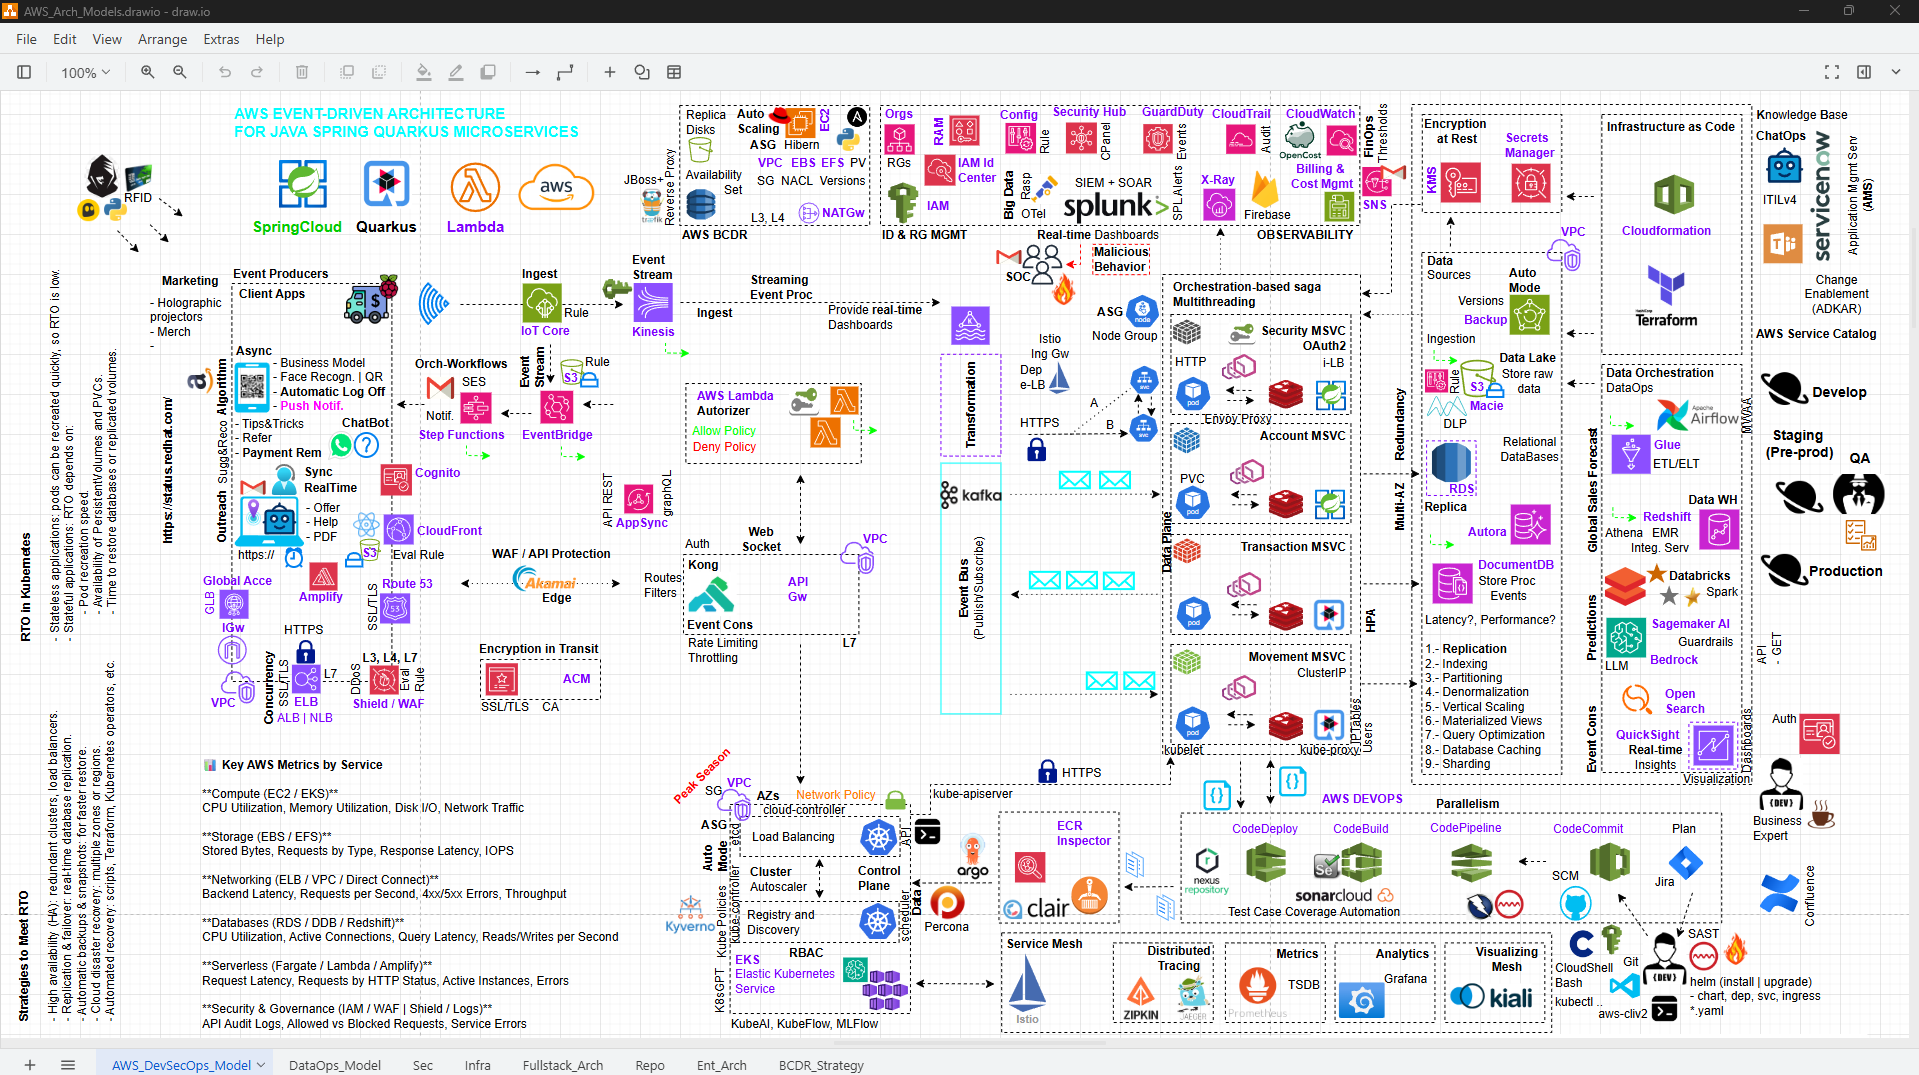 AWS_Arch_Models.drawio - draw.io
File Edit View Arrange Extras Help
100%
AWS EVENT-DRIVEN ARCHITECTURE
FOR JAVA SPRING QUARKUS MICROSERVICES
RFID
SpringCloud
Quarkus
Lambda
aws
Replica
Disks
Auto
Scaling
ASG
Hibern
EC2
VPC EBS EFS PV
SG NACL Versions
Availability
Set
L3, L4
NATGw
JBoss+
Reverse Proxy
træfik
AWS BCDR
Orgs
RGs
RAM
IAM Id
Center
IAM
ID & RG MGMT
Config
Rule
Security Hub
CPanel
GuardDuty
Events
CloudTrail
Audit
CloudWatch
OpenCost
Billing &
Cost Mgmt
Big Data
Rasp
OTel
SIEM + SOAR
splunk>
SPL Alerts
X-Ray
Firebase
OBSERVABILITY
FinOps
Thresholds
SNS
Real-time Dashboards
SOC
Malicious
Behavior
Encryption
at Rest
KMS
Secrets
Manager
Infrastructure as Code
Cloudformation
HashiCorp
Terraform
VPC
Knowledge Base
ChatOps
ITILv4
servicenow
Application Mgmt Serv
(AMS)
Change
Enablement
(ADKAR)
AWS Service Catalog
Marketing
- Holographic
projectors
- Merch
-
Event Producers
Client Apps
Async
- Business Model
- Face Recogn. | QR
- Automatic Log Off
- Push Notif.
- Tips&Tricks
- Refer
- Payment Rem
ChatBot
Sync
RealTime
- Offer
- Help
- PDF
https://
Sugg&Reco Algorithm
Outreach
https://status.redhat.com/
Cognito
CloudFront
S3
Eval Rule
Global Acce
GLB
IGw
VPC
Amplify
Route 53
53
SSL/TLS
HTTPS
Concurrency
SSL/TLS
L7
ELB
ALB | NLB
L3, L4, L7
DDoS
Eval
Rule
Shield / WAF
Ingest
Rule
IoT Core
Event
Stream
Kinesis
Ingest
Streaming
Event Proc
Provide real-time
Dashboards
Orch-Workflows
SES
Notif.
Step Functions
Event
Stream
S3
Rule
EventBridge
AWS Lambda
Autorizer
Allow Policy
Deny Policy
API REST
graphQL
AppSync
WAF / API Protection
Akamai
Edge
Auth
Web
Socket
VPC
Routes
Filters
Kong
API
Gw
Event Cons
Rate Limiting
Throttling
L7
Encryption in Transit
ACM
SSL/TLS CA
Transformation
kafka
Event Bus
(Publish/Subscribe)
ASG
node
Node Group
Istio
Ing Gw
Dep
e-LB
svc
svc
A
B
HTTPS
Orchestration-based saga
Multithreading
Security MSVC
OAuth2
HTTP
i-LB
pod
Envoy Proxy
Account MSVC
PVC
pod
Data Plane
Transaction MSVC
pod
Movement MSVC
ClusterIP
pod
kubelet
kube-proxy
IPTables
Users
Redundancy
Multi-AZ
HPA
Data
Sources
Auto
Mode
Versions
Backup
Ingestion
Rule
S3
Data Lake
Store raw
data
Macie
DLP
Relational
DataBases
RDS
Replica
Autora
DocumentDB
Store Proc
Events
Latency?, Performance?
1.- Replication
2.- Indexing
3.- Partitioning
4.- Denormalization
5.- Vertical Scaling
6.- Materialized Views
7.- Query Optimization
8.- Database Caching
9.- Sharding
Data Orchestration
DataOps
APACHE
Airflow
MWAA
Glue
ETL/ELT
Data WH
Redshift
Athena EMR
Integ. Serv
Databricks
Spark
Sagemaker AI
Guardrails
Bedrock
LLM
Open
Search
QuickSight
Real-time
Insights
Visualization
Dashboards
Global Sales Forecast
Predictions
Event Cons
API
- GET
Develop
Staging
(Pre-prod)
QA
Production
Auth
{DEV}
Business
Expert
RTO in Kubernetes
- Stateless applications: pods can be recreated quickly, so RTO is low.
- Stateful applications: RTO depends on:
- Pod recreation speed.
- Availability of PersistentVolumes and PVCs.
- Time to restore databases or replicated volumes.
Strategies to Meet RTO
- High availability (HA): redundant clusters, load balancers.
- Replication & failover: real-time database replication.
- Automatic backups & snapshots: for faster restore.
- Cloud disaster recovery: multiple zones or regions.
- Automated recovery: scripts, Terraform, Kubernetes operators, etc.
Key AWS Metrics by Service
**Compute (EC2 / EKS)**
CPU Utilization, Memory Utilization, Disk I/O, Network Traffic
**Storage (EBS / EFS)**
Stored Bytes, Requests by Type, Response Latency, IOPS
**Networking (ELB / VPC / Direct Connect)**
Backend Latency, Requests per Second, 4xx/5xx Errors, Throughput
**Databases (RDS / DDB / Redshift)**
CPU Utilization, Active Connections, Query Latency, Reads/Writes per Second
**Serverless (Fargate / Lambda / Amplify)**
Request Latency, Requests by HTTP Status, Active Instances, Errors
**Security & Governance (IAM / WAF | Shield / Logs)**
API Audit Logs, Allowed vs Blocked Requests, Service Errors
Peak Season
SG
VPC
AZs
Network Policy
cloud-controller
ASG
Auto
Mode
etcd
API
Load Balancing
Cluster
Autoscaler
Control
Plane
Registry and
Discovery
RBAC
Kube Policies
kube-controller
scheduler
Data
Kyverno
K8sGPT
EKS
Elastic Kubernetes
Service
KubeAI, KubeFlow, MLFlow
kube-apiserver
HTTPS
argo
Percona
ECR
Inspector
clair
AWS DEVOPS
Parallelism
CodeDeploy
CodeBuild
CodePipeline
CodeCommit
Plan
nexus
repository
Se
sonarcloud
Test Case Coverage Automation
SCM
Jira
Confluence
Service Mesh
Istio
Distributed
Tracing
ZIPKIN
JAEGER
Metrics
TSDB
Prometheus
Analytics
Grafana
Visualizing
Mesh
kiali
CloudShell
Bash
Git
kubectl ..
aws-cliv2
{DEV}
SAST
helm (install | upgrade)
- chart, dep, svc, ingress
*.yaml
AWS_DevSecOps_Model DataOps_Model Sec Infra Fullstack_Arch Repo Ent_Arch BCDR_Strategy